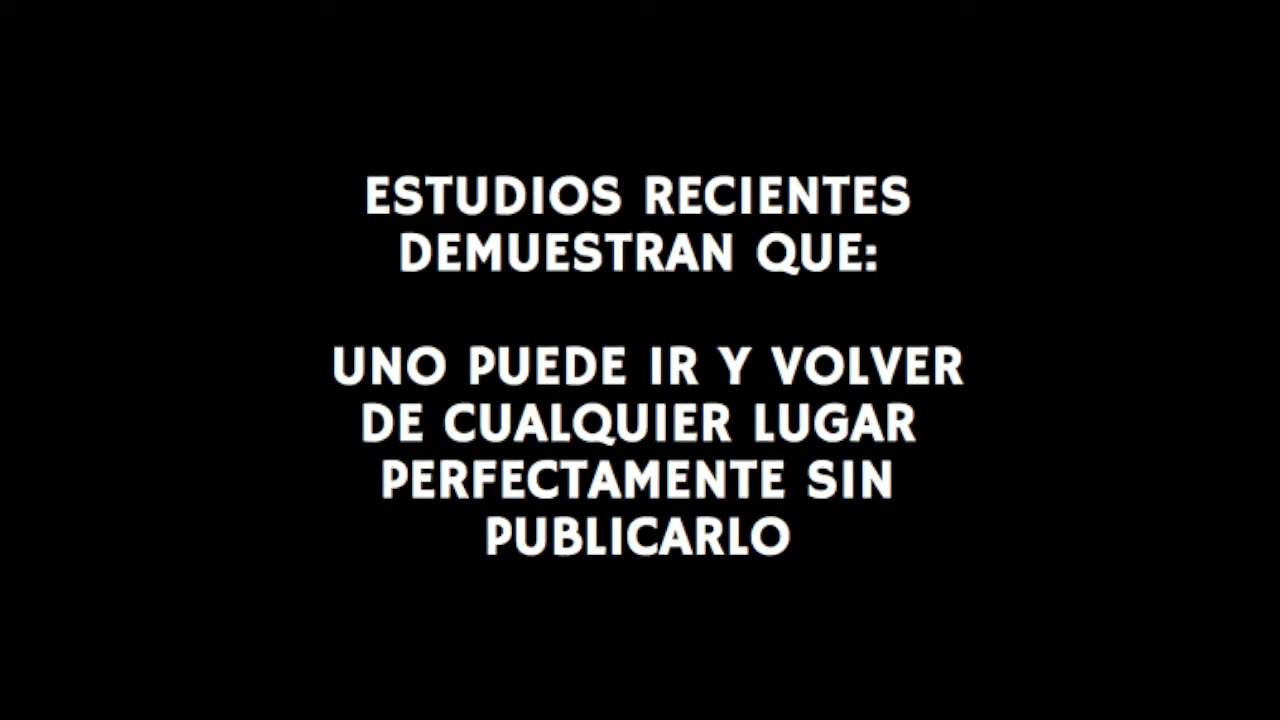 ESTUDIOS RECIENTES
DEMUESTRAN QUE:
UNO PUEDE IR Y VOLVER
DE CUALQUIER LUGAR
PERFECTAMENTE SIN
PUBLICARLO